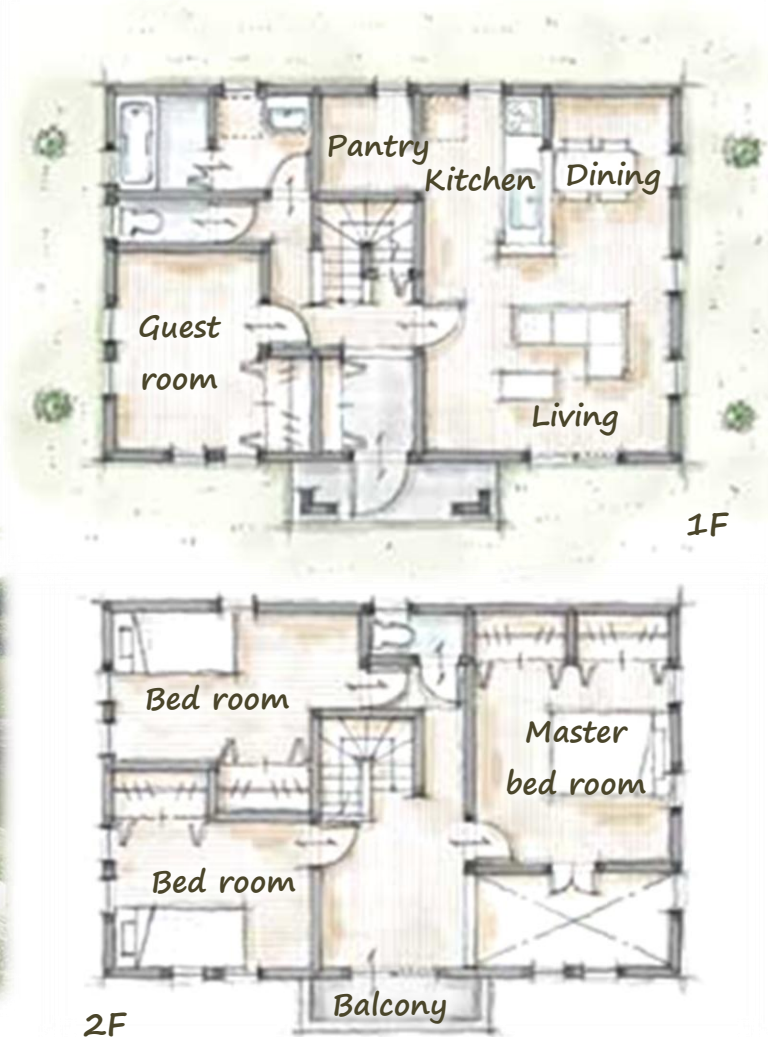 Pantry
Kitchen
Dining
Guest
room
Living
1F
Bed room
Master
bed room
Bed room
Balcony
2F